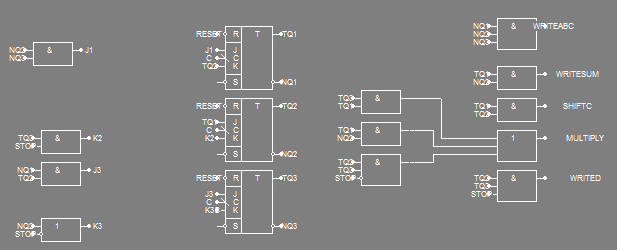 NQ2 & J1
NQ3
TQ3 & K2
STOP
NQ1 & J3
TQ2
NQ2 1 K3
STOP
RESET R T TQ1
J1 J
C C
TQ2 K
S NQ1
RESET R T TQ2
TQ1 J
C C
K2 K
S NQ2
RESET R T TQ3
J3 J
C C
K3 K
S NQ3
TQ3 &
TQ1
TQ1 &
NQ2
TQ2 &
TQ3
STOP
NQ1 & WRITEABC
NQ2
NQ3
TQ1 & WRITESUM
NQ2
TQ1 & SHIFTC
TQ2
1 MULTIPLY
TQ2 & WRITED
TQ3
STOP